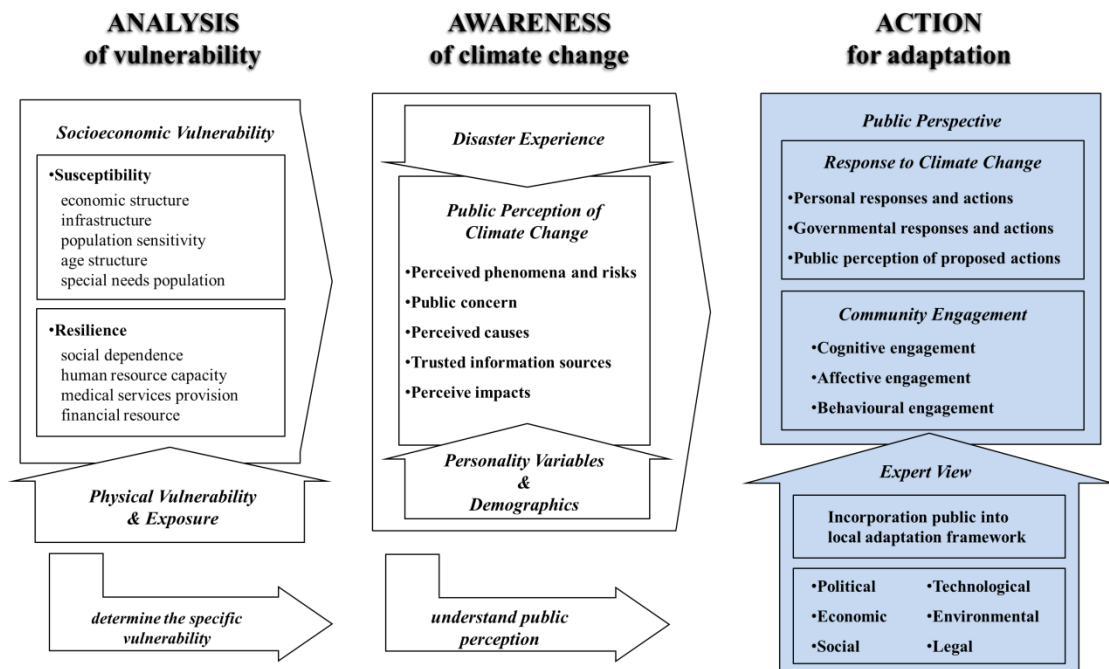 ANALYSIS
of vulnerability
Socioeconomic Vulnerability
•Susceptibility
economic structure
infrastructure
population sensitivity
age structure
special needs population
•Resilience
social dependence
human resource capacity
medical services provision
financial resource
Physical Vulnerability
& Exposure
determine the specific
vulnerability
AWARENESS
of climate change
Disaster Experience
Public Perception of
Climate Change
•Perceived phenomena and risks
•Public concern
•Perceived causes
•Trusted information sources
•Perceive impacts
Personality Variables
&
Demographics
understand public
perception
ACTION
for adaptation
Public Perspective
Response to Climate Change
•Personal responses and actions
•Governmental responses and actions
•Public perception of proposed actions
Community Engagement
•Cognitive engagement
•Affective engagement
•Behavioural engagement
Expert View
Incorporation public into
local adaptation framework
•Political •Technological
•Economic •Environmental
•Social •Legal